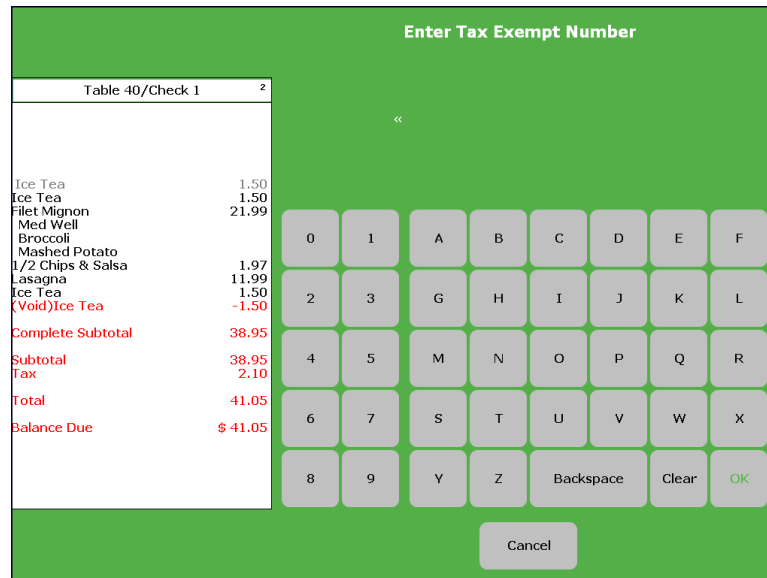 Enter Tax Exempt Number
Table 40/Check 1 2
«
Ice Tea 1.50
Ice Tea 1.50
Filet Mignon 21.99
Med Well
Broccoli
Mashed Potato
1/2 Chips & Salsa 1.97
Lasagna 11.99
Ice Tea 1.50
(Void)Ice Tea -1.50
Complete Subtotal 38.95
Subtotal 38.95
Tax 2.10
Total 41.05
Balance Due $ 41.05
0 1 A B C D E F
2 3 G H I J K L
4 5 M N O P Q R
6 7 S T U V W X
8 9 Y Z Backspace Clear OK
Cancel